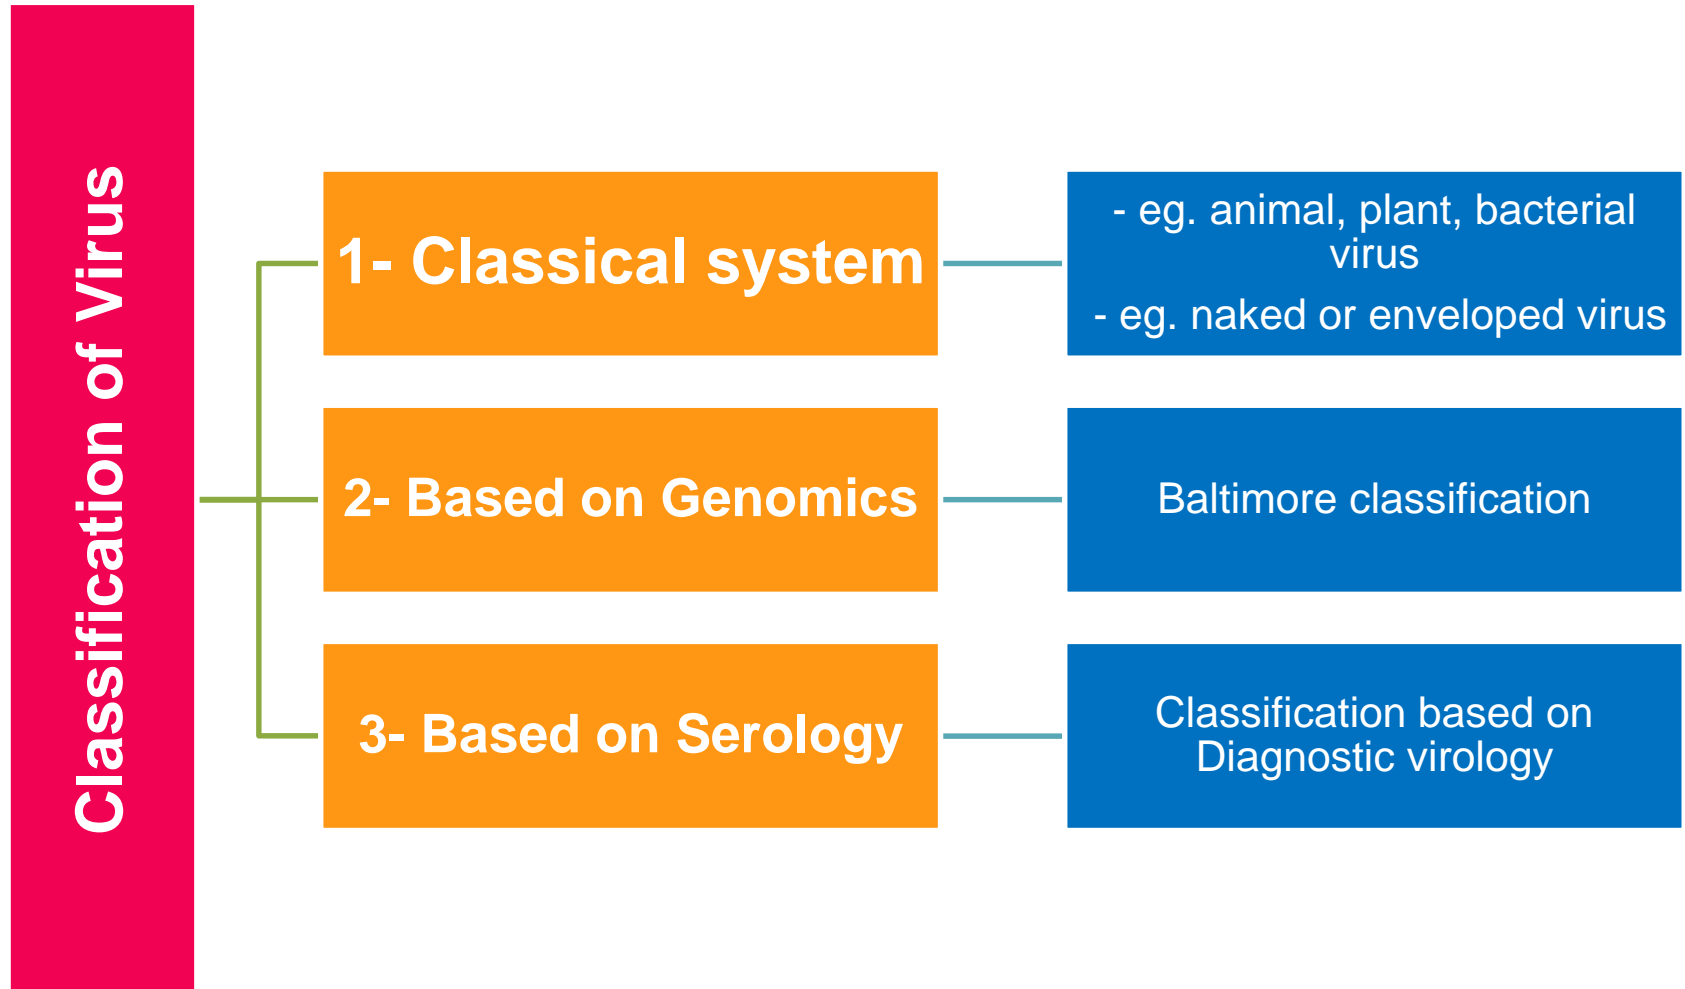 Classification of Virus
1- Classical system
- eg. animal, plant, bacterial
virus
- eg. naked or enveloped virus
2- Based on Genomics
Baltimore classification
3- Based on Serology
Classification based on
Diagnostic virology